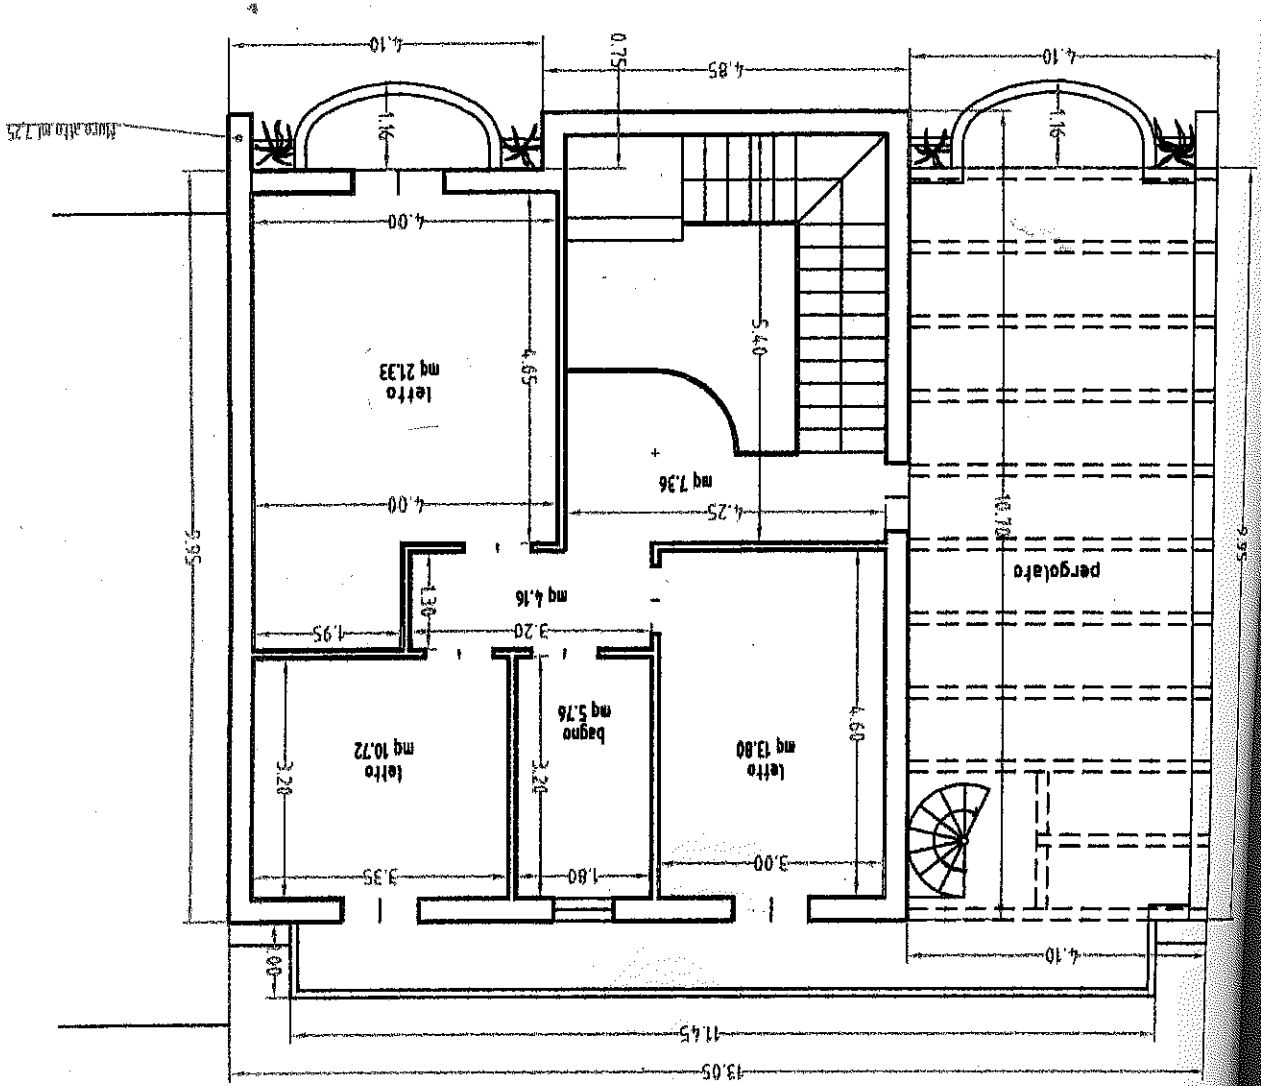 13.05
11.45
4.10
1.00
3.00
1.80
3.35
letto
mq 13.80
4.60
bagno
mq 5.76
3.20
letto
mq 10.72
3.20
pergolato
3.20
1.95
mq 4.16
1.30
9.95
10.70
9.95
4.25
4.00
mq 7.36
letto
mq 21.33
5.40
4.65
4.00
Muro alto ml. 7.25
1.16
1.16
4.10
4.85
0.75
4.10